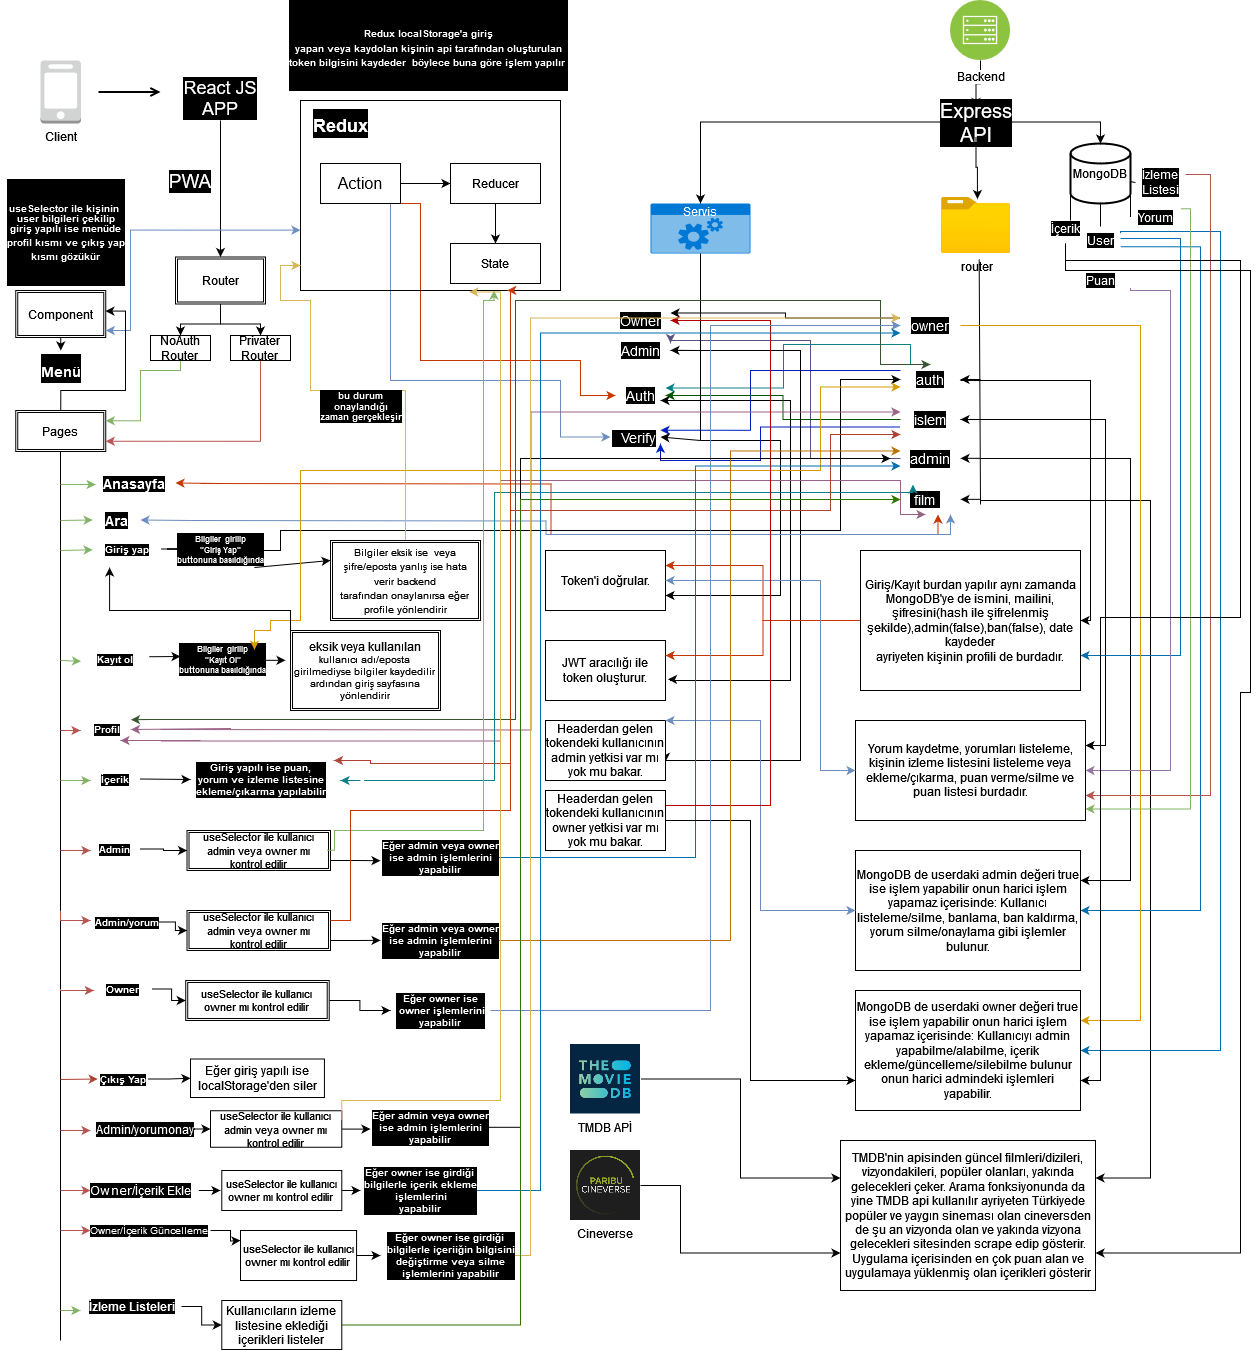 Redux localStorage'a giriş
yapan veya kaydolan kişinin api tarafından oluşturulan
token bilgisini kaydeder böylece buna göre işlem yapılır
Client
React JS
APP
PWA
Redux
Action
Reducer
State
useSelector ile kişinin
user bilgileri çekilip
giriş yapılı ise menüde
profil kısmı ve çıkış yap
kısmı gözükür
Router
Component
NoAuth
Router
Privater
Router
Menü
Pages
bu durum
onaylandığı
zaman gerçekleşir
Backend
Express
API
MongoDB
İzleme
Listesi
Yorum
İçerik
User
Puan
Servis
router
Owner
Admin
Auth
Verify
owner
auth
islem
admin
film
Anasayfa
Ara
Giriş yap
Bilgiler girilip
"Giriş Yap"
buttonuna basıldığında
Bilgiler eksik ise veya
şifre/eposta yanlış ise hata
verir backend
tarafından onaylanırsa eğer
profile yönlendirir
Kayıt ol
Bilgiler girilip
"Kayıt Ol"
buttonuna basıldığında
eksik veya kullanılan
kullanıcı adı/eposta
girilmediyse bilgiler kaydedilir
ardından giriş sayfasına
yönlendirir
Profil
İçerik
Giriş yapılı ise puan,
yorum ve izleme listesine
ekleme/çıkarma yapılabilir
Admin
useSelector ile kullanıcı
admin veya owner mı
kontrol edilir
Eğer admin veya owner
ise admin işlemlerini
yapabilir
Admin/yorum
useSelector ile kullanıcı
admin veya owner mı
kontrol edilir
Eğer admin veya owner
ise admin işlemlerini
yapabilir
Owner
useSelector ile kullanıcı
owner mı kontrol edilir
Eğer owner ise
owner işlemlerini
yapabilir
Çıkış Yap
Eğer giriş yapılı ise
localStorage'den siler
Admin/yorumonay
useSelector ile kullanıcı
admin veya owner mı
kontrol edilir
Eğer admin veya owner
ise admin işlemlerini
yapabilir
Owner/İçerik Ekle
useSelector ile kullanıcı
owner mı kontrol edilir
Eğer owner ise girdiği
bilgilerle içerik ekleme
işlemlerini
yapabilir
Owner/İçerik Güncelleme
useSelector ile kullanıcı
owner mı kontrol edilir
Eğer owner ise girdiği
bilgilerle içeriiğin bilgisini
değiştirme veya silme
işlemlerini yapabilir
İzleme Listeleri
Kullanıcıların izleme
listesine eklediği
içerikleri listeler
Token'i doğrular.
JWT aracılığı ile
token oluşturur.
Headerdan gelen
tokendeki kullanıcının
admin yetkisi var mı
yok mu bakar.
Headerdan gelen
tokendeki kullanıcının
owner yetkisi var mı
yok mu bakar.
Giriş/Kayıt burdan yapılır aynı zamanda
MongoDB'ye de ismini, mailini,
şifresini(hash ile şifrelenmiş
şekilde),admin(false),ban(false), date
kaydeder
ayriyeten kişinin profili de burdadır.
Yorum kaydetme, yorumları listeleme,
kişinin izleme listesini listeleme veya
ekleme/çıkarma, puan verme/silme ve
puan listesi burdadır.
MongoDB de userdaki admin değeri true
ise işlem yapabilir onun harici işlem
yapamaz içerisinde: Kullanıcı
listeleme/silme, banlama, ban kaldırma,
yorum silme/onaylama gibi işlemler
bulunur.
MongoDB de userdaki owner değeri true
ise işlem yapabilir onun harici işlem
yapamaz içerisinde: Kullanıcıyı admin
yapabilme/alabilme, içerik
ekleme/güncelleme/silebilme bulunur
onun harici admindeki işlemleri
yapabilir.
THE
MOVIE
DB
TMDB APİ
PARIBU
CINEVERSE
Cineverse
TMDB'nin apisinden güncel filmleri/dizileri,
vizyondakileri, popüler olanları, yakında
gelecekleri çeker. Arama fonksiyonunda da
yine TMDB api kullanılır ayriyeten Türkiyede
popüler ve yaygın sineması olan cineversden
de şu an vizyonda olan ve yakında vizyona
gelecekleri sitesinden scrape edip gösterir.
Uygulama içerisinden en çok puan alan ve
uygulamaya yüklenmiş olan içerikleri gösterir